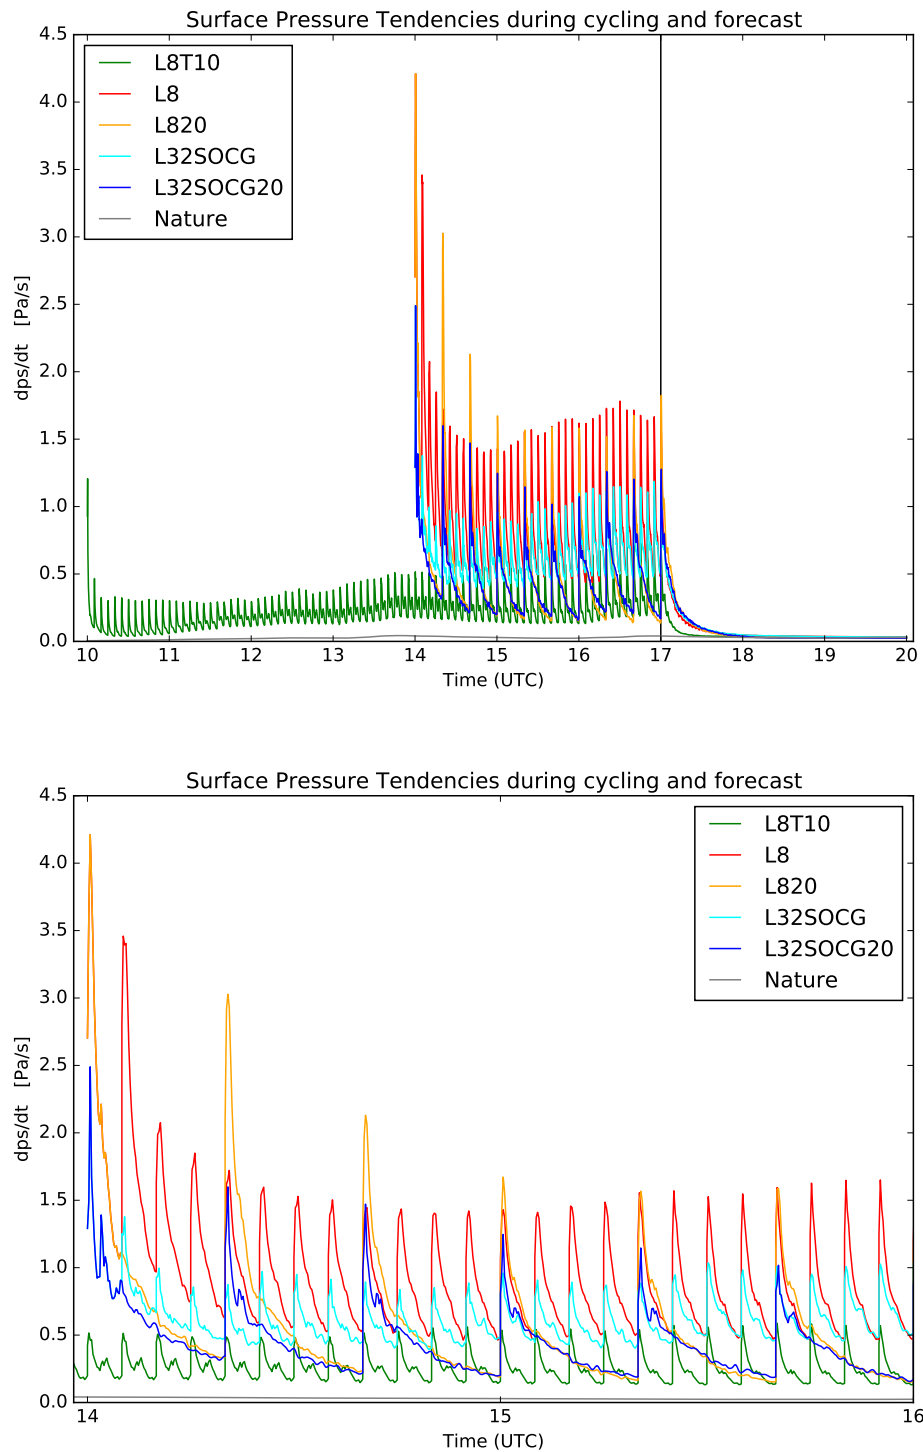 Surface Pressure Tendencies during cycling and forecast
4.5
4.0
3.5
3.0
2.5
2.0
1.5
1.0
0.5
0.0
dps/dt [Pa/s]
L8T10
L8
L820
L32SOCG
L32SOCG20
Nature
10 11 12 13 14 15 16 17 18 19 20
Time (UTC)
Surface Pressure Tendencies during cycling and forecast
4.5
4.0
3.5
3.0
2.5
2.0
1.5
1.0
0.5
0.0
dps/dt [Pa/s]
L8T10
L8
L820
L32SOCG
L32SOCG20
Nature
14 15 16
Time (UTC)